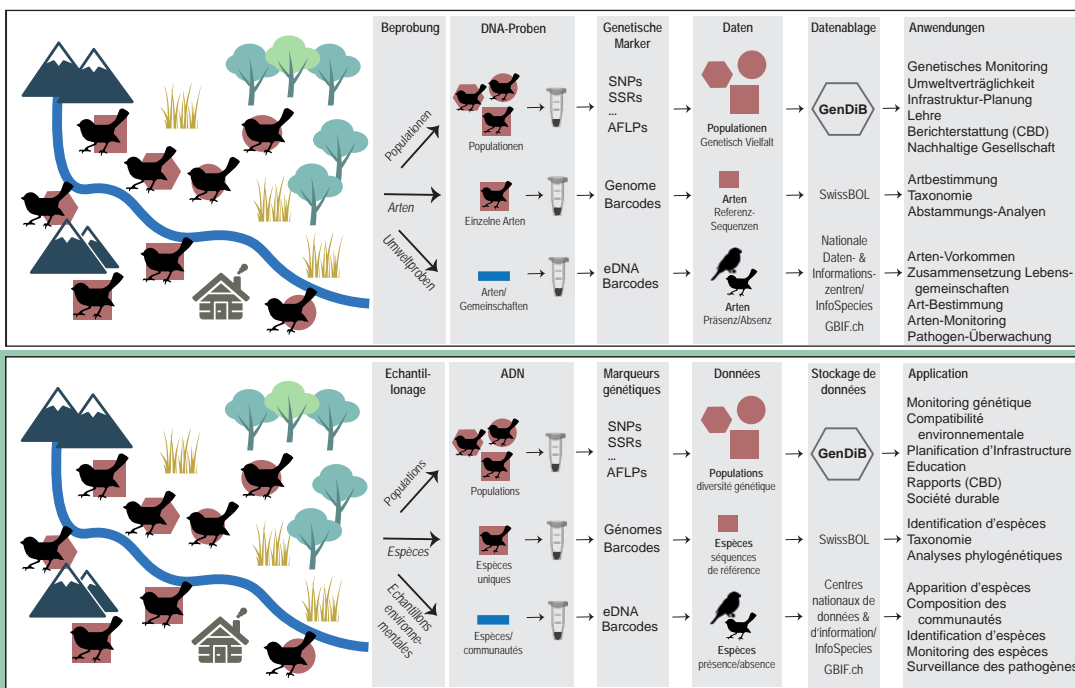 Beprobung
DNA-Proben
Genetische
Marker
Daten
Datenablage
Anwendungen
Populationen
Populationen
SNPs
SSRs
...
AFLPs
Populationen
Genetisch Vielfalt
GenDiB
Genetisches Monitoring
Umweltverträglichkeit
Infrastruktur-Planung
Lehre
Berichterstattung (CBD)
Nachhaltige Gesellschaft
Arten
Einzelne Arten
Genome
Barcodes
Arten
Referenz-
Sequenzen
SwissBOL
Artbestimmung
Taxonomie
Abstammungs-Analysen
Umweltproben
Arten/
Gemeinschaften
eDNA
Barcodes
Arten
Präsenz/Absenz
Nationale
Daten- &
Informations-
zentren/
InfoSpecies
GBIF.ch
Arten-Vorkommen
Zusammensetzung Lebens-
gemeinschaften
Art-Bestimmung
Arten-Monitoring
Pathogen-Überwachung
Echantil-
lonage
ADN
Marqueurs
génétiques
Données
Stockage de
données
Application
Populations
Populations
SNPs
SSRs
...
AFLPs
Populations
diversité génétique
GenDiB
Monitoring génétique
Compatibilité
environnementale
Planification d'Infrastructure
Education
Rapports (CBD)
Société durable
Espèces
Espèces
uniques
Génomes
Barcodes
Espèces
séquences
de référence
SwissBOL
Identification d'espèces
Taxonomie
Analyses phylogénétiques
Echantillions
environne-
mentales
Espèces/
communautés
eDNA
Barcodes
Espèces
présence/absence
Centres
nationaux de
données &
d'information/
InfoSpecies
GBIF.ch
Apparition d'espèces
Composition des
communautés
Identification d'espèces
Monitoring des espèces
Surveillance des pathogènes